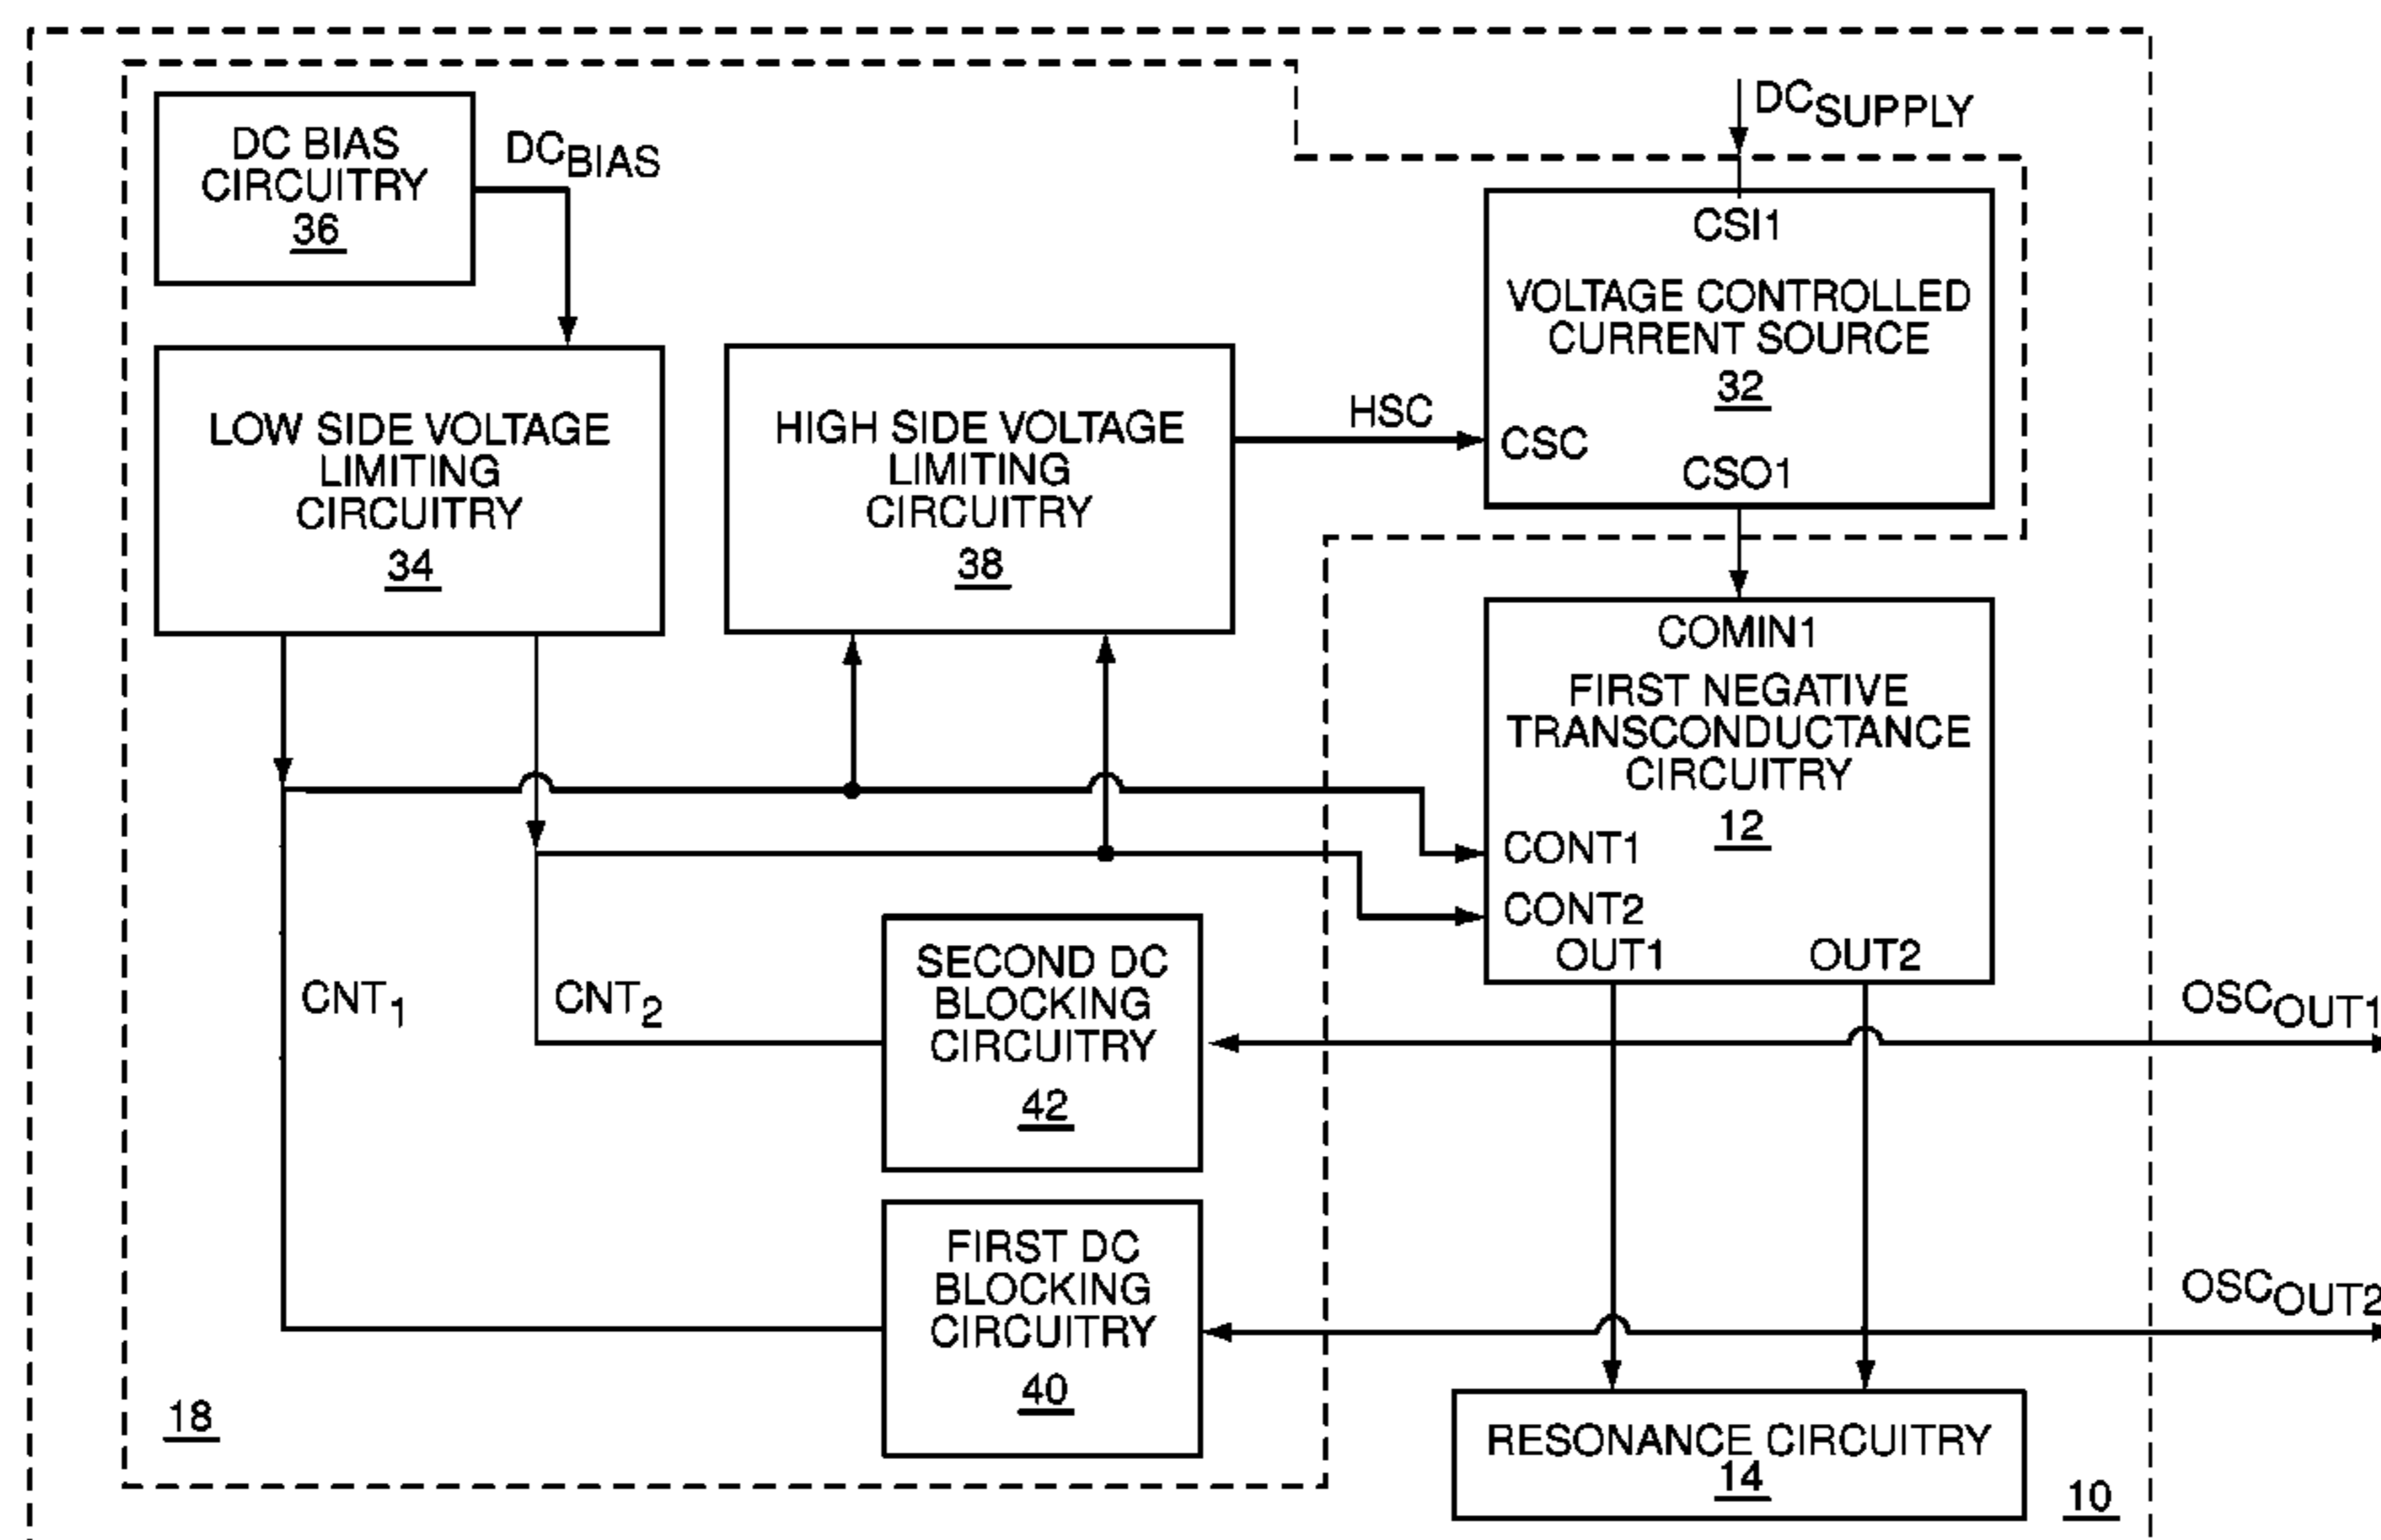 DC BIAS
CIRCUITRY
36
DCBIAS
DCSUPPLY
CSI1
VOLTAGE CONTROLLED
CURRENT SOURCE
32
CSC
CSO1
LOW SIDE VOLTAGE
LIMITING
CIRCUITRY
34
HIGH SIDE VOLTAGE
LIMITING
CIRCUITRY
38
HSC
COMIN1
FIRST NEGATIVE
TRANSCONDUCTANCE
CIRCUITRY
12
CONT1
CONT2
OUT1 OUT2
CNT1
CNT2
SECOND DC
BLOCKING
CIRCUITRY
42
OSCOUT1
FIRST DC
BLOCKING
CIRCUITRY
40
OSCOUT2
18
RESONANCE CIRCUITRY
14
10